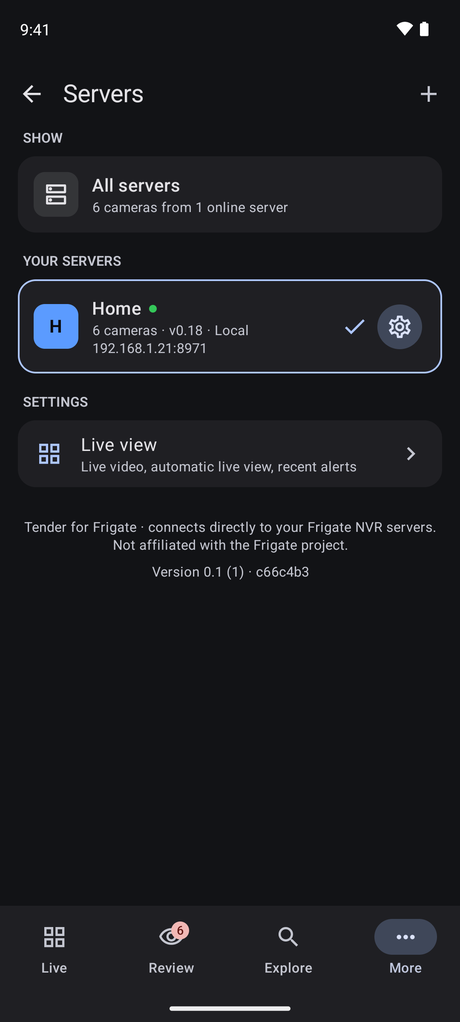 9:41
Servers
SHOW
All servers
6 cameras from 1 online server
YOUR SERVERS
H
Home
6 cameras · v0.18 · Local
192.168.1.21:8971
SETTINGS
Live view
Live video, automatic live view, recent alerts
Tender for Frigate · connects directly to your Frigate NVR servers.
Not affiliated with the Frigate project.
Version 0.1 (1) · c66c4b3
6
Live
Review
Explore
More